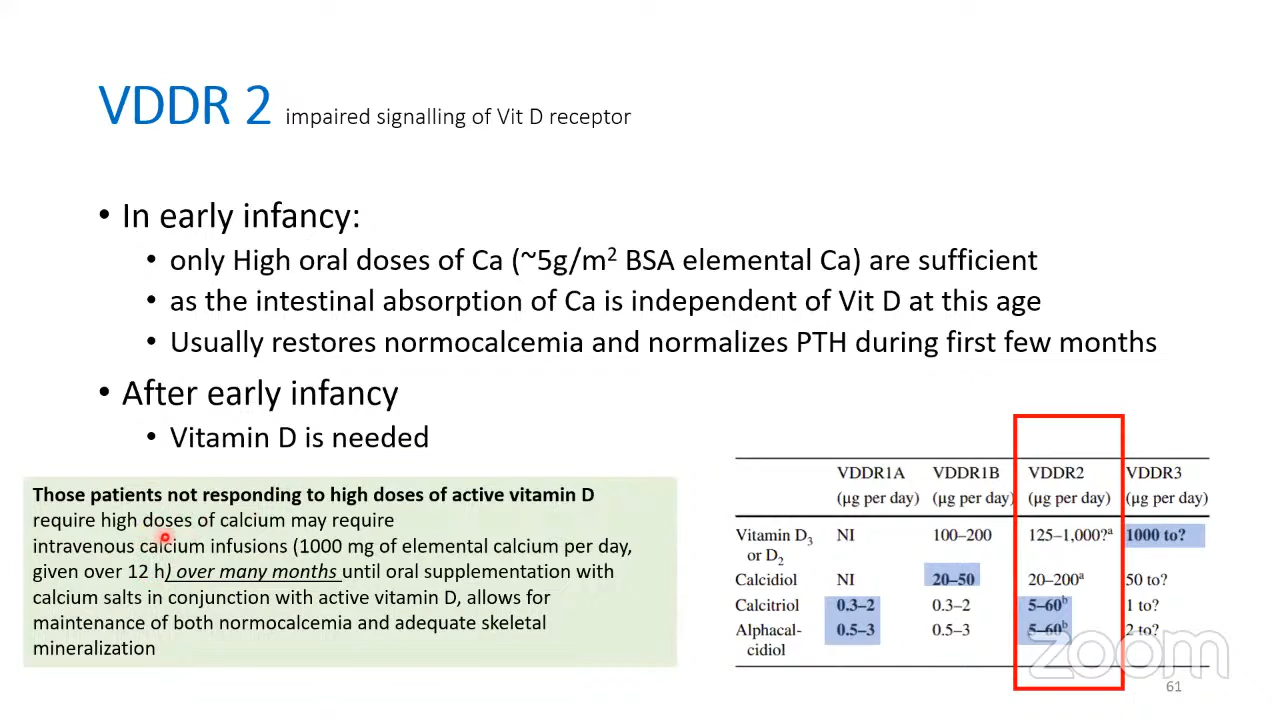 VDDR 2 impaired signalling of Vit D receptor
• In early infancy:
• only High oral doses of Ca (~5g/m² BSA elemental Ca) are sufficient
• as the intestinal absorption of Ca is independent of Vit D at this age
• Usually restores normocalcemia and normalizes PTH during first few months
• After early infancy
• Vitamin D is needed
Those patients not responding to high doses of active vitamin D
require high doses of calcium may require
intravenous calcium infusions (1000 mg of elemental calcium per day,
given over 12 h) over many months until oral supplementation with
calcium salts in conjunction with active vitamin D, allows for
maintenance of both normocalcemia and adequate skeletal
mineralization
VDDR1A VDDR1B VDDR2 VDDR3
(µg per day) (µg per day) (µg per day) (µg per day)
Vitamin D₃ NI 100–200 125–1,000?ᵃ 1000 to?
or D₂
Calcidiol NI 20–50 20–200ᵃ 50 to?
Calcitriol 0.3–2 0.3–2 5–60ᵇ 1 to?
Alphacal- 0.5–3 0.5–3 5–60ᵇ 2 to?
cidiol
zoom
61